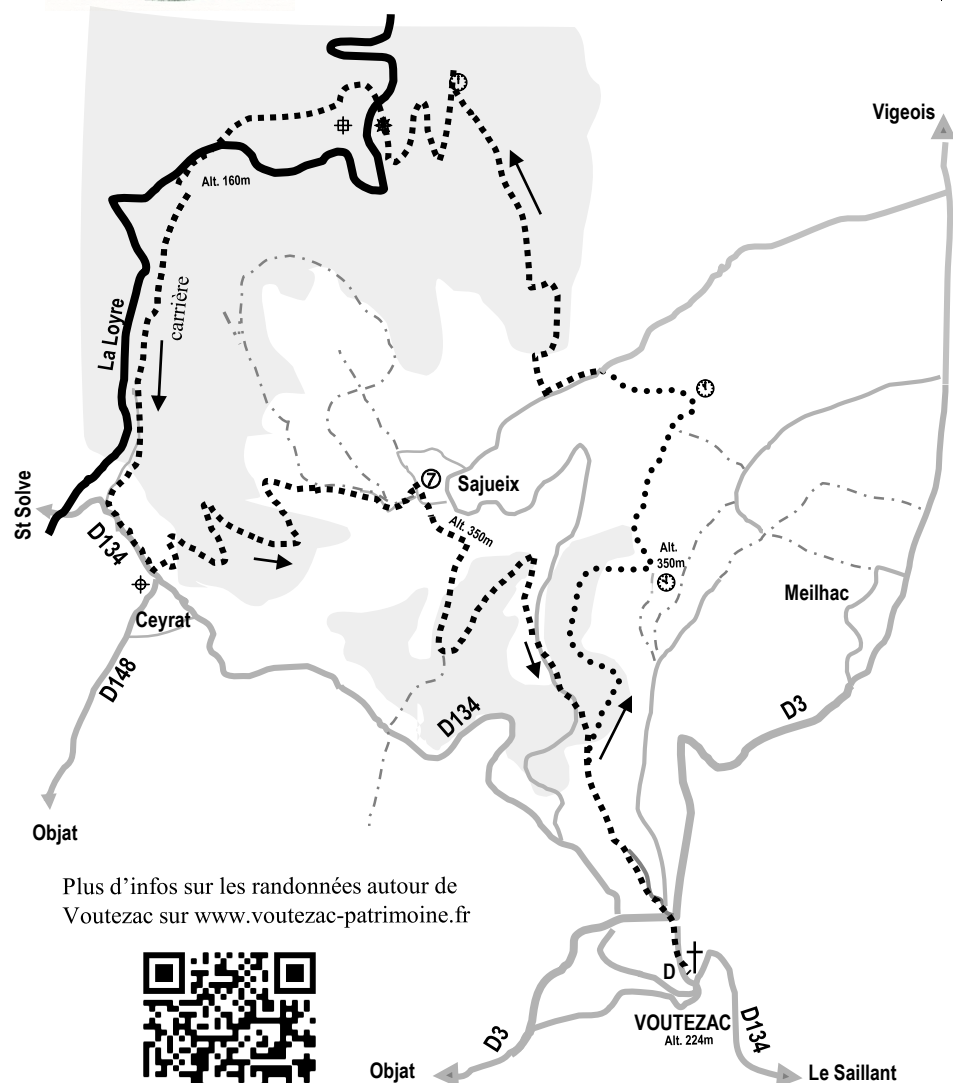 Vigeois
Alt. 160m
carrière
La Loyre
St Solve
7
Sajueix
Alt. 350m
D134
Alt.
350m
Ceyrat
Meilhac
D148
D134
D3
Objat
Plus d’infos sur les randonnées autour de
Voutezac sur www.voutezac-patrimoine.fr
D
VOUTEZAC
Alt. 224m
D3
D134
Objat
Le Saillant